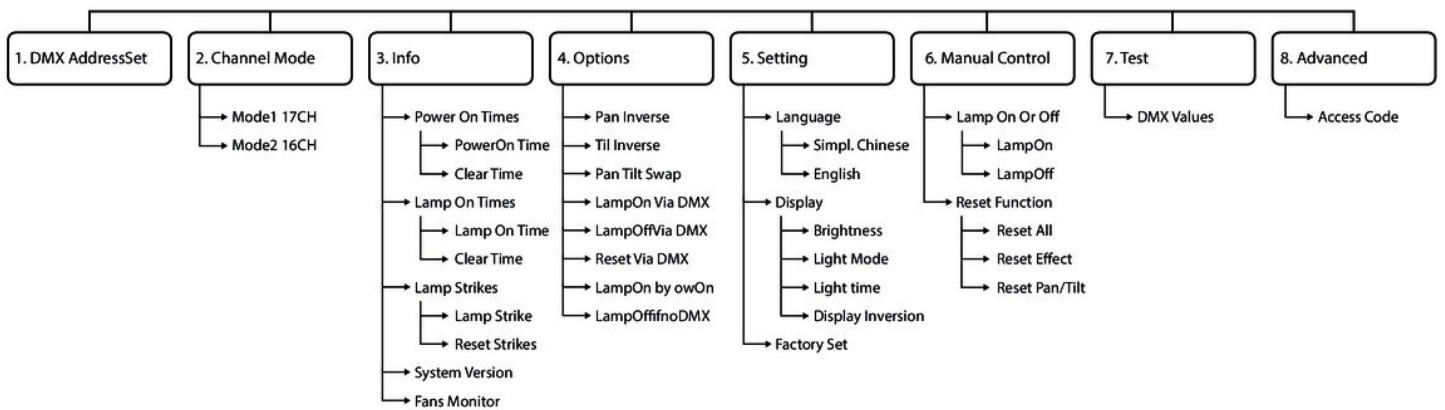 1. DMX AddressSet
2. Channel Mode
Mode1 17CH
Mode2 16CH
3. Info
Power On Times
PowerOn Time
Clear Time
Lamp On Times
Lamp On Time
Clear Time
Lamp Strikes
Lamp Strike
Reset Strikes
System Version
Fans Monitor
4. Options
Pan Inverse
Til Inverse
Pan Tilt Swap
LampOn Via DMX
LampOffVia DMX
Reset Via DMX
LampOn by owOn
LampOffifnoDMX
5. Setting
Language
Simpl. Chinese
English
Display
Brightness
Light Mode
Light time
Display Inversion
Factory Set
6. Manual Control
Lamp On Or Off
LampOn
LampOff
Reset Function
Reset All
Reset Effect
Reset Pan/Tilt
7. Test
DMX Values
8. Advanced
Access Code